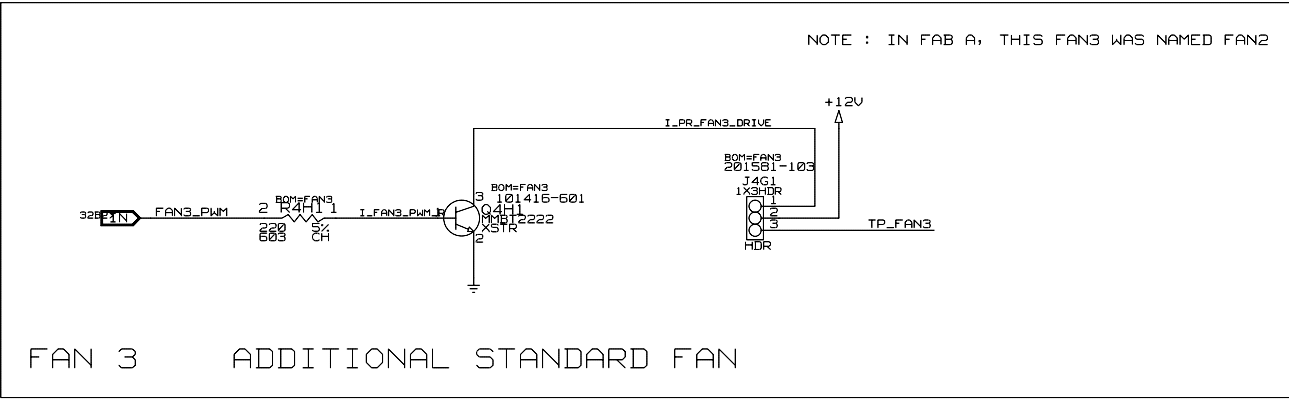 NOTE : IN FAB A, THIS FAN3 WAS NAMED FAN2
+12V
I_PR_FAN3_DRIVE
BOM=FAN3
201581-103
J4G1
1X3HDR
1
2
3
HDR
TP_FAN3
BOM=FAN3
101416-601
3
Q4H1
MMBT2222
XSTR
2
IN
FAN3_PWM
BOM=FAN3
2 R4H1 1
220 5%
603 CH
I_FAN3_PWM_R
FAN 3 ADDITIONAL STANDARD FAN